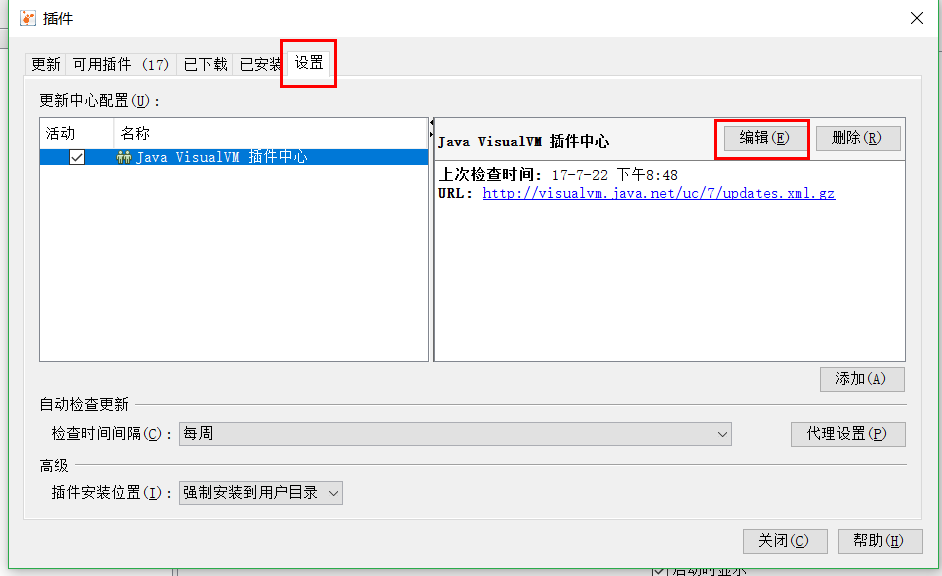 插件
更新 可用插件 (17) 已下载 已安装 设置
更新中心配置(U):
活动 名称
Java VisualVM 插件中心
Java VisualVM 插件中心 编辑(E) 删除(R)
上次检查时间: 17-7-22 下午8:48
URL: http://visualvm.java.net/uc/7/updates.xml.gz
添加(A)
自动检查更新
检查时间间隔(C): 每周 代理设置(P)
高级
插件安装位置(I): 强制安装到用户目录
关闭(C) 帮助(H)
启动时显示